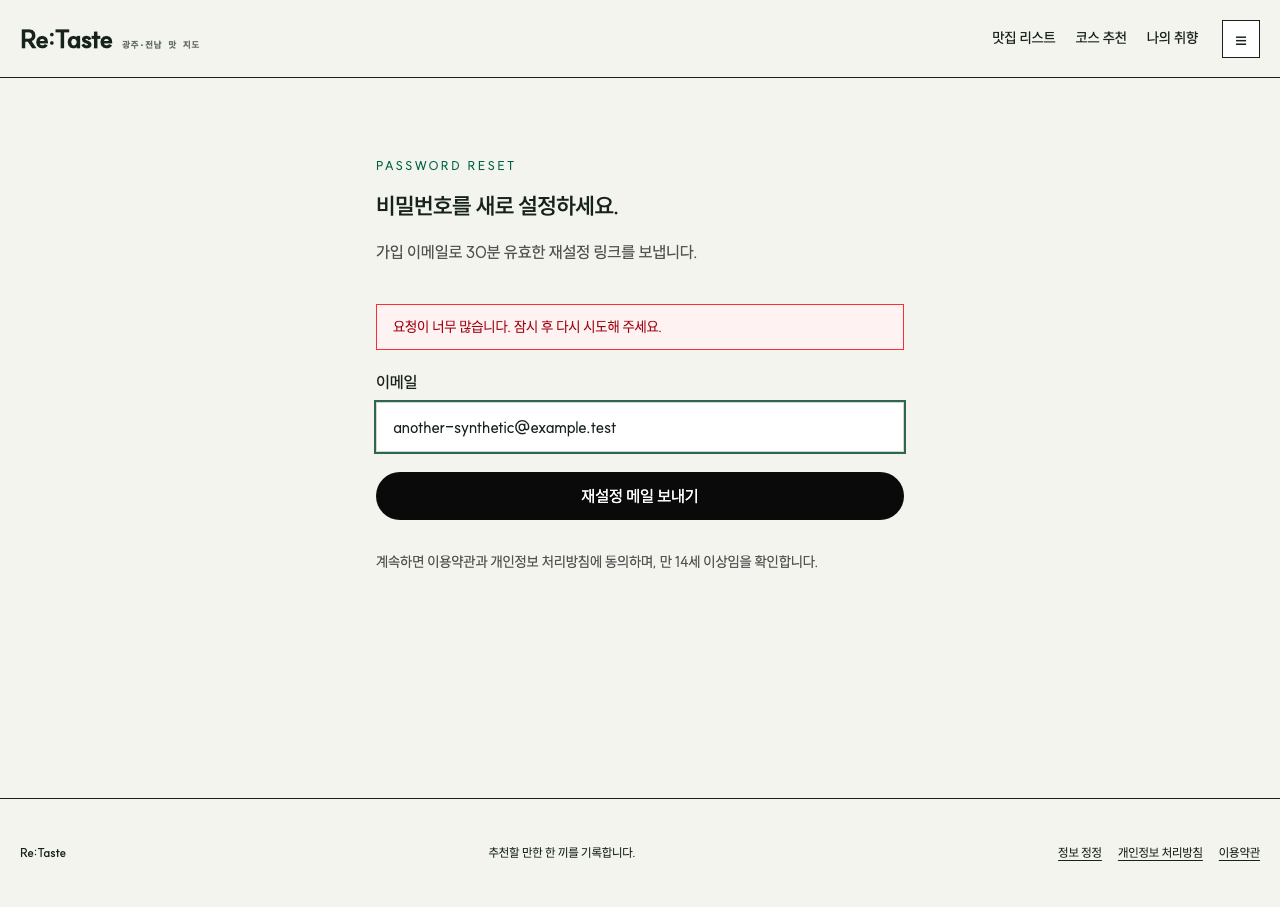 Re:Taste 광주·전남 맛 지도
맛집 리스트 코스 추천 나의 취향
PASSWORD RESET
비밀번호를 새로 설정하세요.
가입 이메일로 30분 유효한 재설정 링크를 보냅니다.
요청이 너무 많습니다. 잠시 후 다시 시도해 주세요.
이메일
another-synthetic@example.test
재설정 메일 보내기
계속하면 이용약관과 개인정보 처리방침에 동의하며, 만 14세 이상임을 확인합니다.
Re:Taste
추천할 만한 한 끼를 기록합니다.
정보 정정 개인정보 처리방침 이용약관